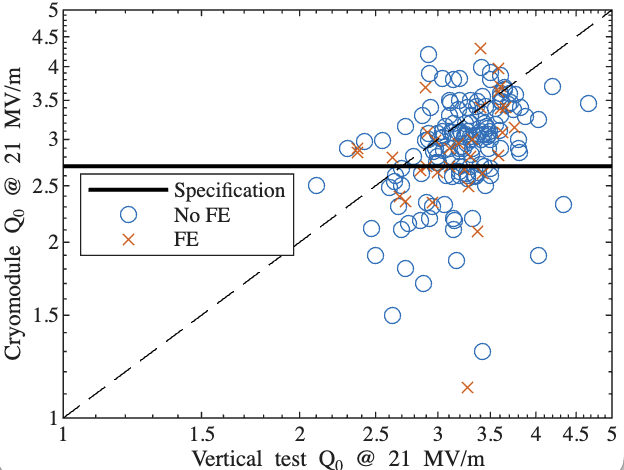 5
4.5
4
3.5
3
2.5
2
1.5
1
Cryomodule Q₀ @ 21 MV/m
Specification
No FE
FE
1 1.5 2 2.5 3 3.5 4 4.5 5
Vertical test Q₀ @ 21 MV/m